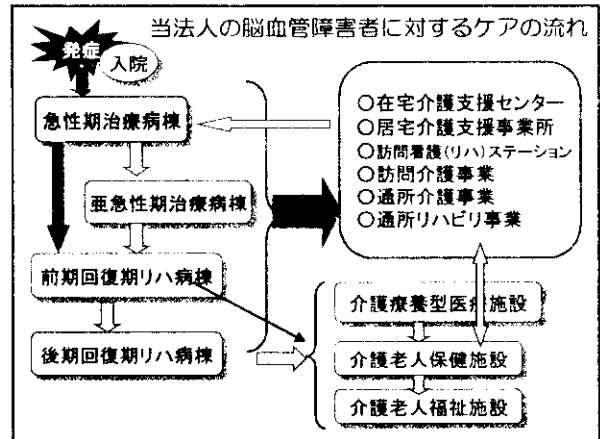 当法人の脳血管障害者に対するケアの流れ
発症
入院
急性期治療病棟
亜急性期治療病棟
前期回復期リハ病棟
後期回復期リハ病棟
○在宅介護支援センター
○居宅介護支援事業所
○訪問看護(リハ)ステーション
○訪問介護事業
○通所介護事業
○通所リハビリ事業
介護療養型医療施設
介護老人保健施設
介護老人福祉施設